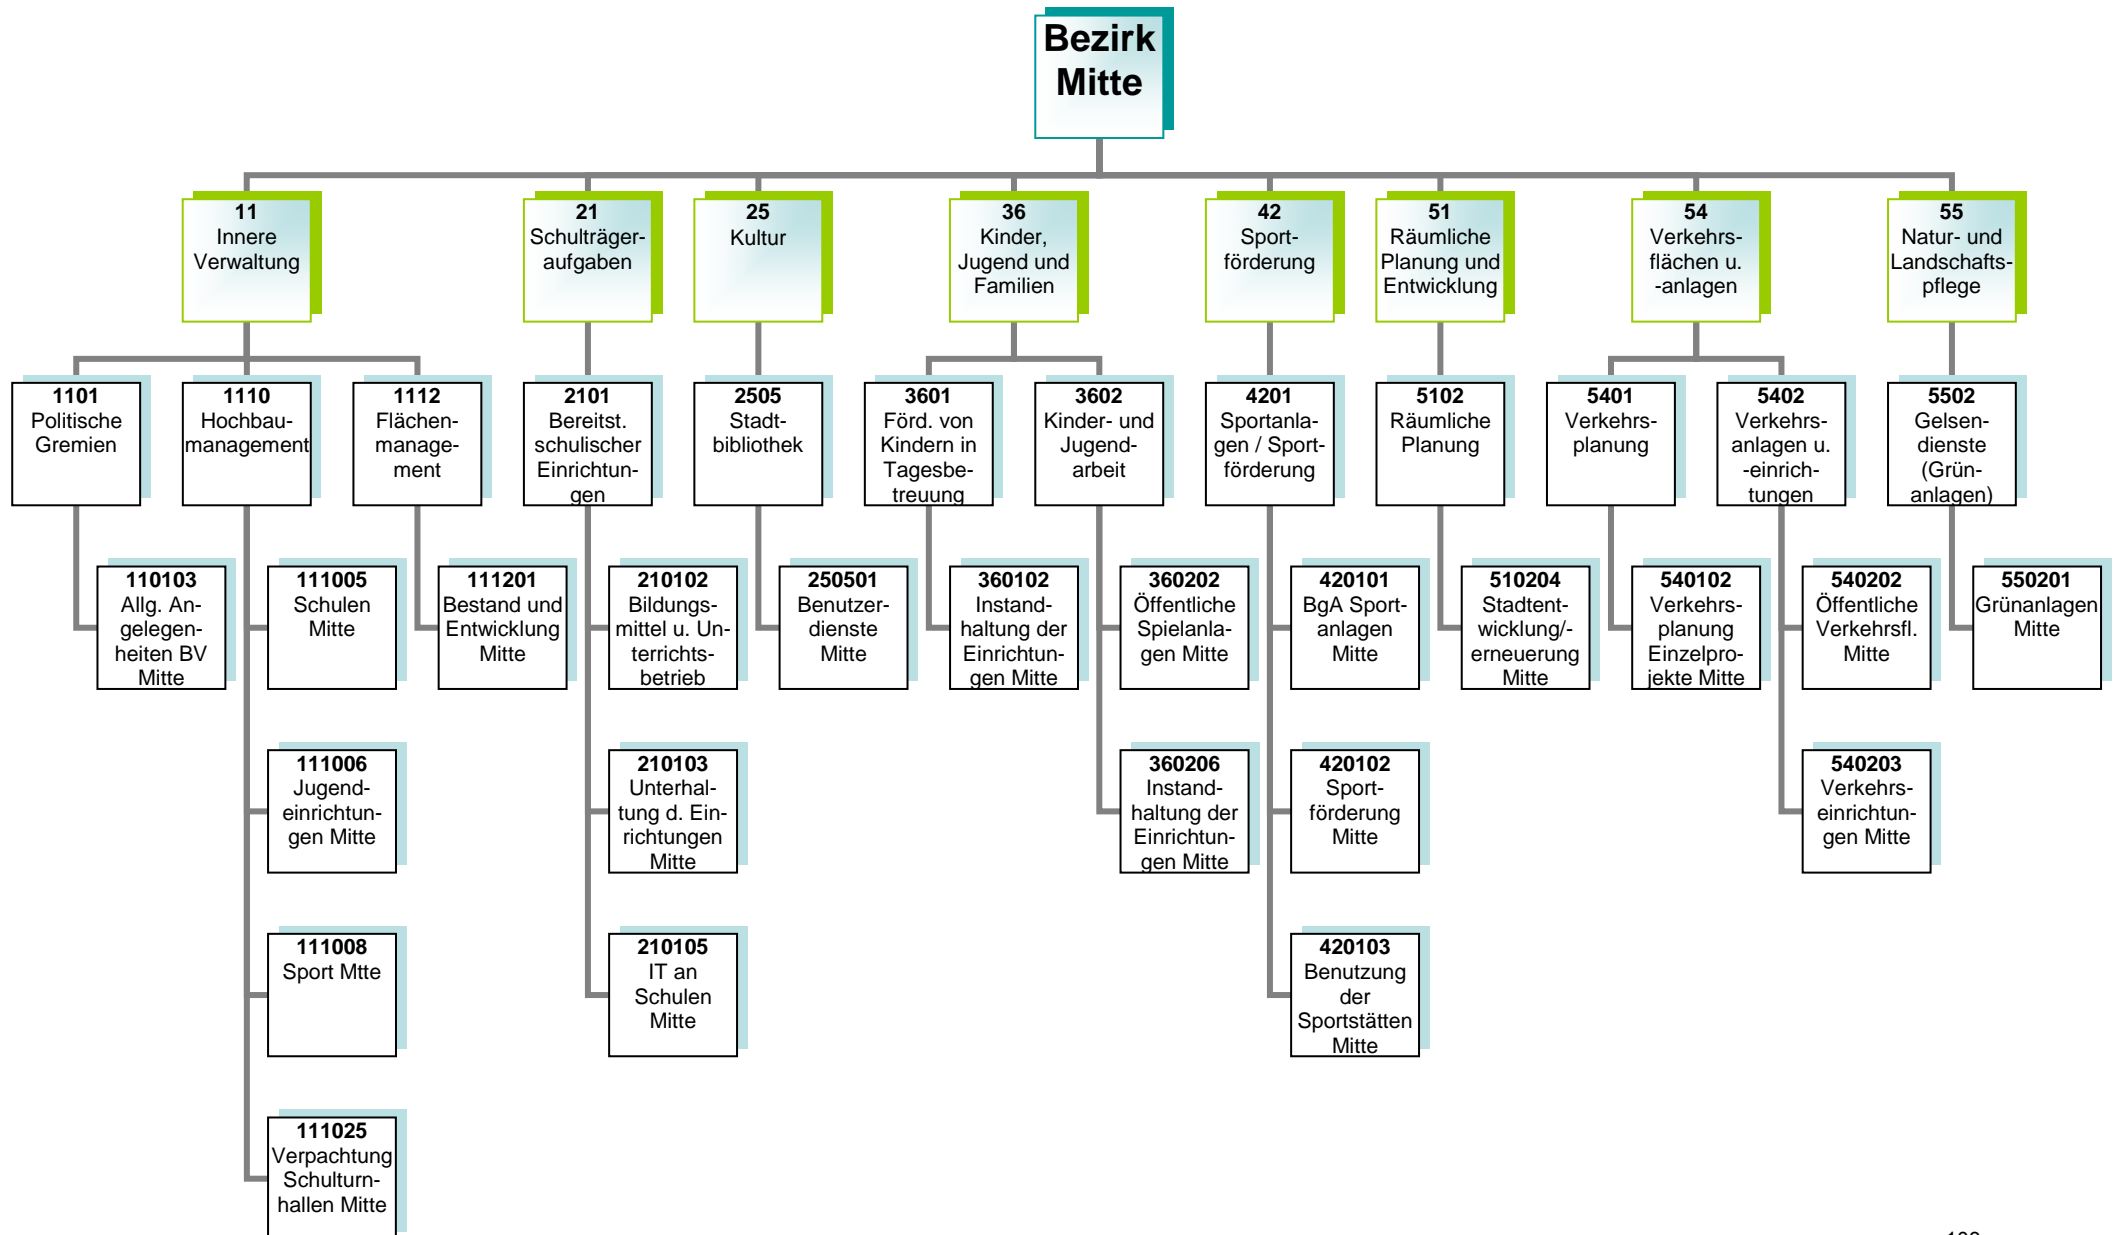 Bezirk
Mitte
11
Innere
Verwaltung
21
Schulträger-
aufgaben
25
Kultur
36
Kinder,
Jugend und
Familien
42
Sport-
förderung
51
Räumliche
Planung und
Entwicklung
54
Verkehrs-
flächen u.
-anlagen
55
Natur- und
Landschafts-
pflege
1101
Politische
Gremien
1110
Hochbau-
management
1112
Flächen-
manage-
ment
2101
Bereitst.
schulischer
Einrichtun-
gen
2505
Stadt-
bibliothek
3601
Förd. von
Kindern in
Tagesbe-
treuung
3602
Kinder- und
Jugend-
arbeit
4201
Sportanla-
gen / Sport-
förderung
5102
Räumliche
Planung
5401
Verkehrs-
planung
5402
Verkehrs-
anlagen u.
-einrich-
tungen
5502
Gelsen-
dienste
(Grün-
anlagen)
110103
Allg. An-
gelegen-
heiten BV
Mitte
111005
Schulen
Mitte
111201
Bestand und
Entwicklung
Mitte
210102
Bildungs-
mittel u. Un-
terrichts-
betrieb
250501
Benutzer-
dienste
Mitte
360102
Instand-
haltung der
Einrichtun-
gen Mitte
360202
Öffentliche
Spielanla-
gen Mitte
420101
BgA Sport-
anlagen
Mitte
510204
Stadtent-
wicklung/-
erneuerung
Mitte
540102
Verkehrs-
planung
Einzelpro-
jekte Mitte
540202
Öffentliche
Verkehrsfl.
Mitte
550201
Grünanlagen
Mitte
111006
Jugend-
einrichtun-
gen Mitte
210103
Unterhal-
tung d. Ein-
richtungen
Mitte
360206
Instand-
haltung der
Einrichtun-
gen Mitte
420102
Sport-
förderung
Mitte
540203
Verkehrs-
einrichtun-
gen Mitte
111008
Sport Mtte
210105
IT an
Schulen
Mitte
420103
Benutzung
der
Sportstätten
Mitte
111025
Verpachtung
Schulturn-
hallen Mitte